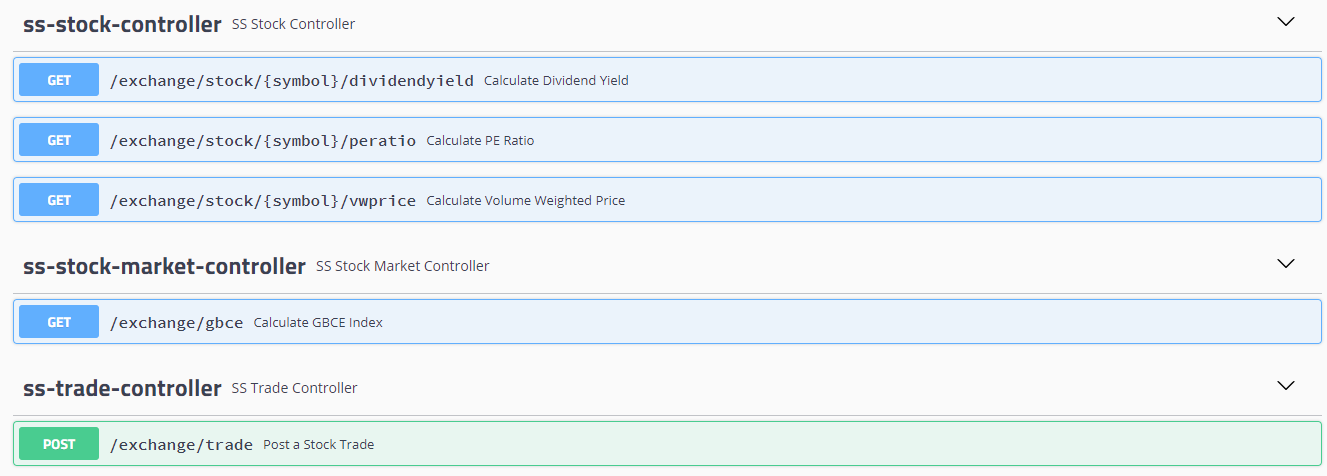 ss-stock-controller SS Stock Controller
GET /exchange/stock/{symbol}/dividendyield Calculate Dividend Yield
GET /exchange/stock/{symbol}/peratio Calculate PE Ratio
GET /exchange/stock/{symbol}/vwprice Calculate Volume Weighted Price
ss-stock-market-controller SS Stock Market Controller
GET /exchange/gbce Calculate GBCE Index
ss-trade-controller SS Trade Controller
POST /exchange/trade Post a Stock Trade